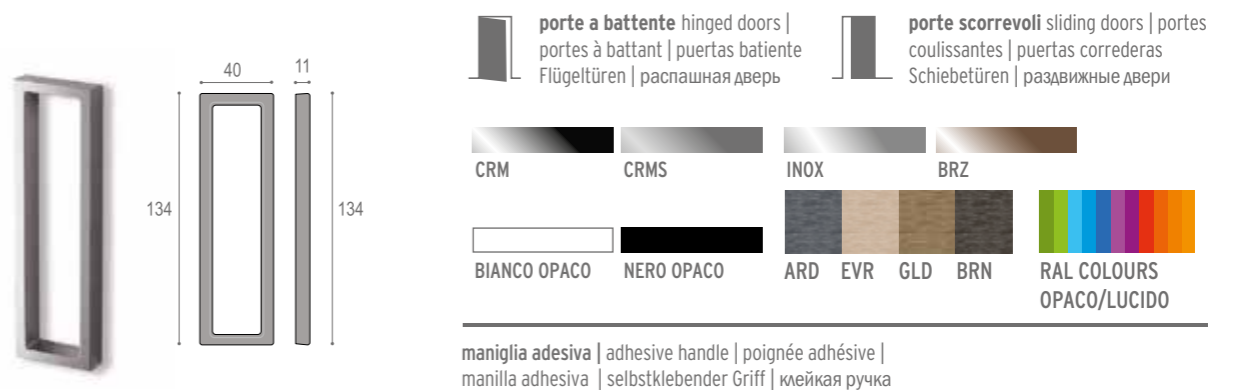 40
11
134
134
porte a battente hinged doors |
portes à battant | puertas batiente
Flügeltüren | распашная дверь
porte scorrevoli sliding doors | portes
coulissantes | puertas correderas
Schiebetüren | раздвижные двери
CRM
CRMS
INOX
BRZ
BIANCO OPACO
NERO OPACO
ARD
EVR
GLD
BRN
RAL COLOURS
OPACO/LUCIDO
maniglia adesiva | adhesive handle | poignée adhésive |
manilla adhesiva | selbstklebender Griff | клейкая ручка